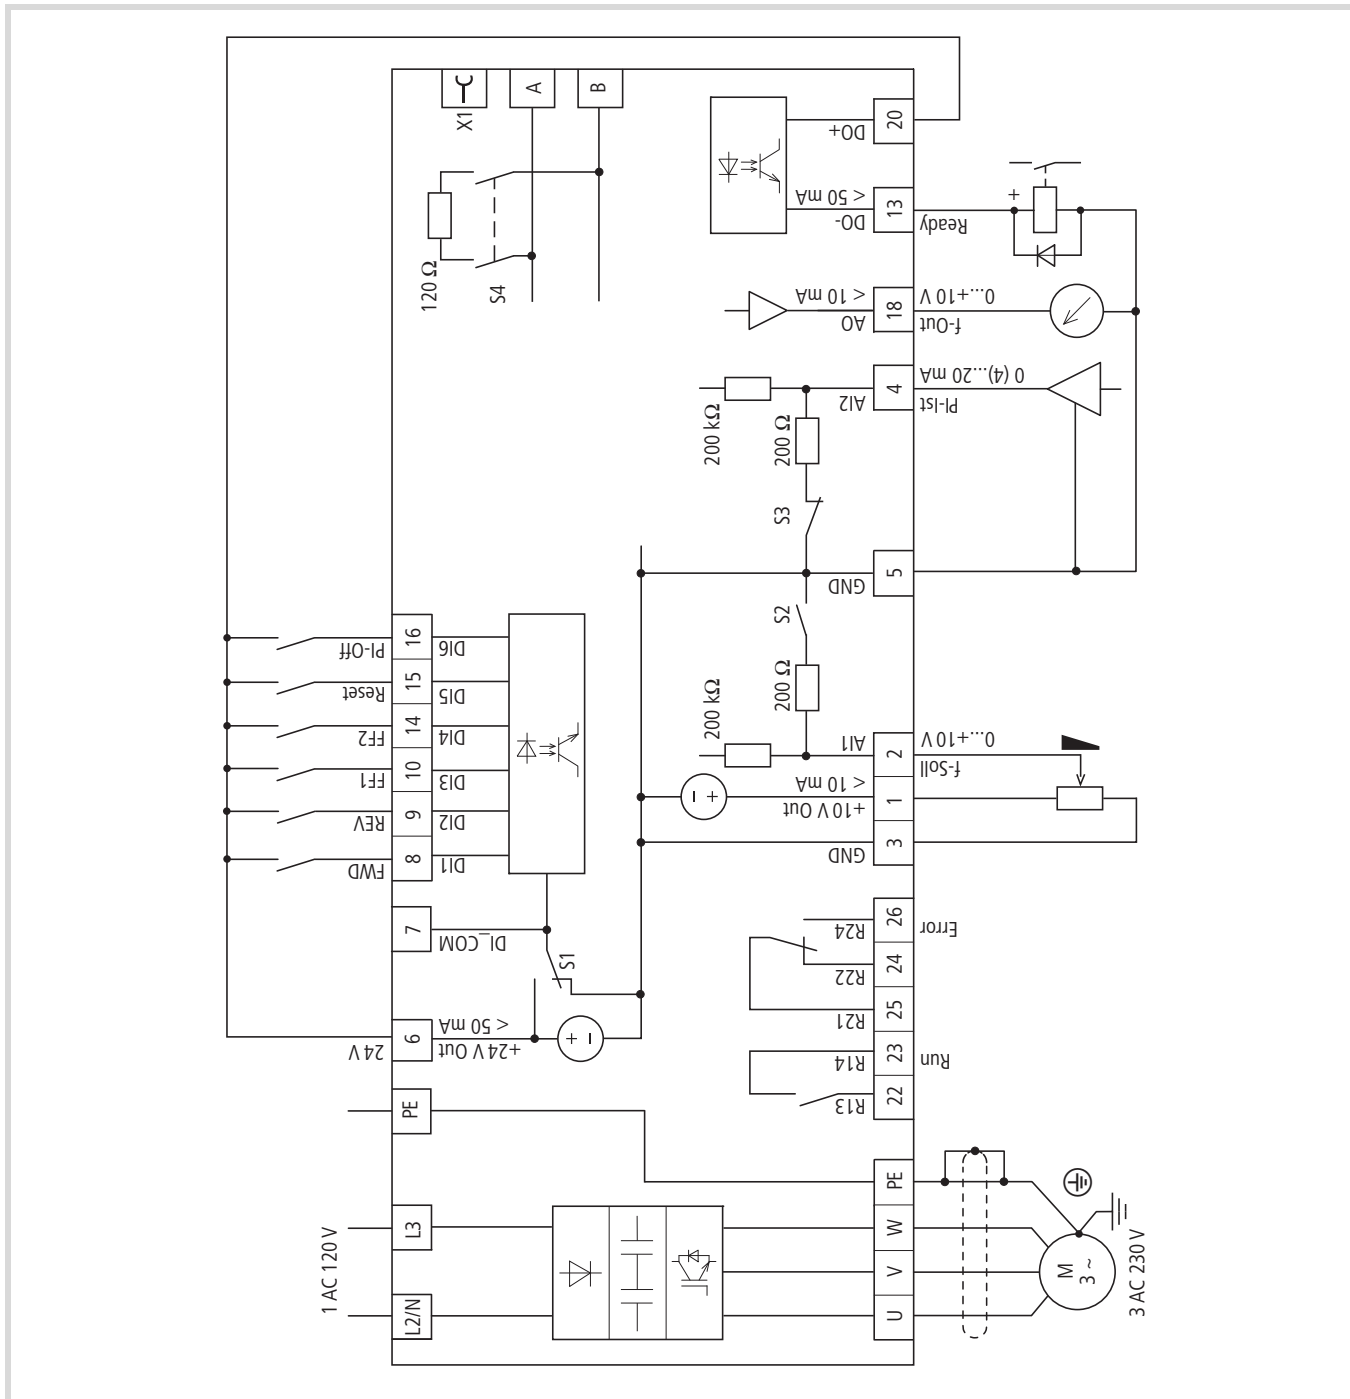 X1
A
B
120 Ω
S4
DO+
20
DO-
< 50 mA
13
Ready
+
AO
< 10 mA
18
f-Out
0...+10 V
AI2
4
PI-Ist
0 (4)...20 mA
200 kΩ
200 Ω
S3
GND
5
S2
200 kΩ
200 Ω
AI1
2
f-Soll
0...+10 V
+10 V Out
< 10 mA
1
- +
GND
3
PI-Off
16
DI6
Reset
15
DI5
FF2
14
DI4
FF1
10
DI3
REV
9
DI2
FWD
8
DI1
7
DI_COM
S1
24 V
6
+24 V Out
< 50 mA
+ -
R24
26
Error
R22
24
R21
25
R14
23
Run
R13
22
PE
PE
L3
1 AC 120 V
L2/N
W
V
U
M
3 ~
3 AC 230 V